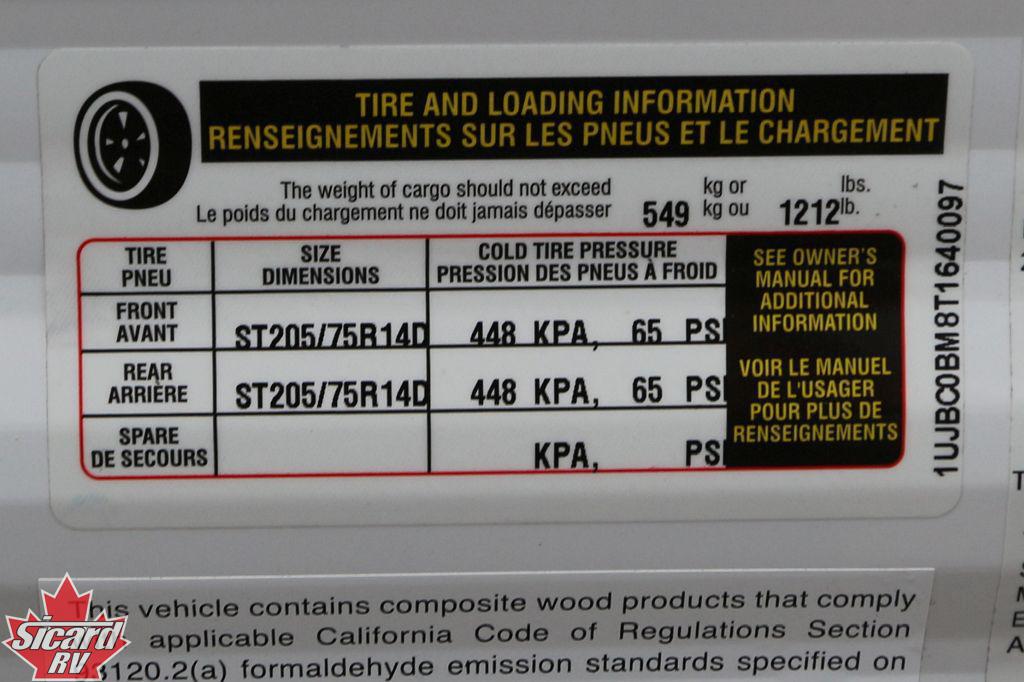 TIRE AND LOADING INFORMATION
RENSEIGNEMENTS SUR LES PNEUS ET LE CHARGEMENT
The weight of cargo should not exceed kg or lbs.
Le poids du chargement ne doit jamais dépasser 549 kg ou 1212 lb.
TIRE SIZE COLD TIRE PRESSURE
PNEU DIMENSIONS PRESSION DES PNEUS À FROID
FRONT
AVANT ST205/75R14D 448 KPA, 65 PSI
REAR
ARRIÈRE ST205/75R14D 448 KPA, 65 PSI
SPARE
DE SECOURS KPA, PSI
SEE OWNER'S
MANUAL FOR
ADDITIONAL
INFORMATION
VOIR LE MANUEL
DE L'USAGER
POUR PLUS DE
RENSEIGNEMENTS
1UJBC0BM8T1640097
This vehicle contains composite wood products that comply
applicable California Code of Regulations Section
93120.2(a) formaldehyde emission standards specified on
Sicard
RV